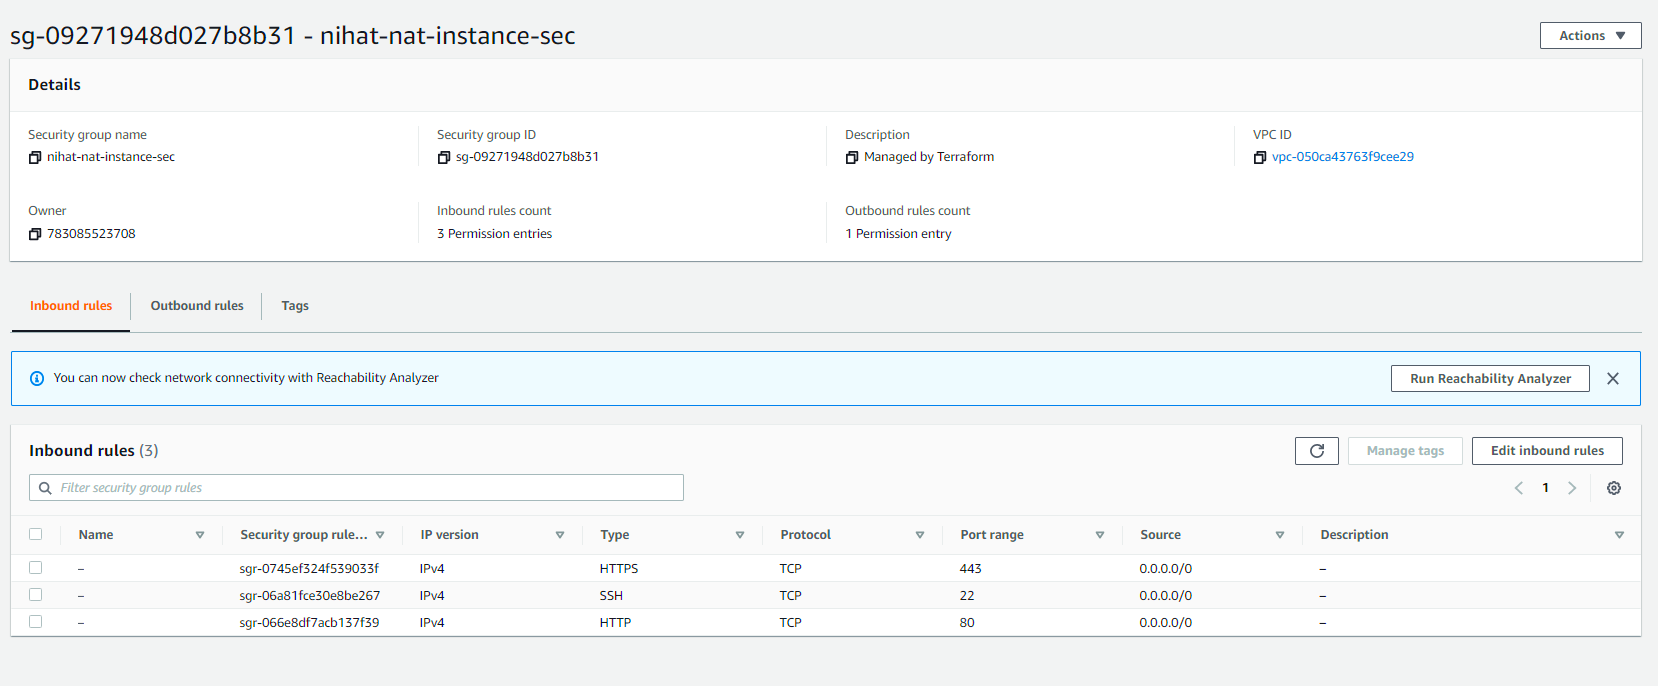 sg-09271948d027b8b31 - nihat-nat-instance-sec
Actions
Details
Security group name
nihat-nat-instance-sec
Security group ID
sg-09271948d027b8b31
Description
Managed by Terraform
VPC ID
vpc-050ca43763f9cee29
Owner
783085523708
Inbound rules count
3 Permission entries
Outbound rules count
1 Permission entry
Inbound rules
Outbound rules
Tags
You can now check network connectivity with Reachability Analyzer
Run Reachability Analyzer
Inbound rules (3)
Manage tags
Edit inbound rules
Filter security group rules
1
Name Security group rule... IP version Type Protocol Port range Source Description
– sgr-0745ef324f539033f IPv4 HTTPS TCP 443 0.0.0.0/0 –
– sgr-06a81fce30e8be267 IPv4 SSH TCP 22 0.0.0.0/0 –
– sgr-066e8df7acb137f39 IPv4 HTTP TCP 80 0.0.0.0/0 –